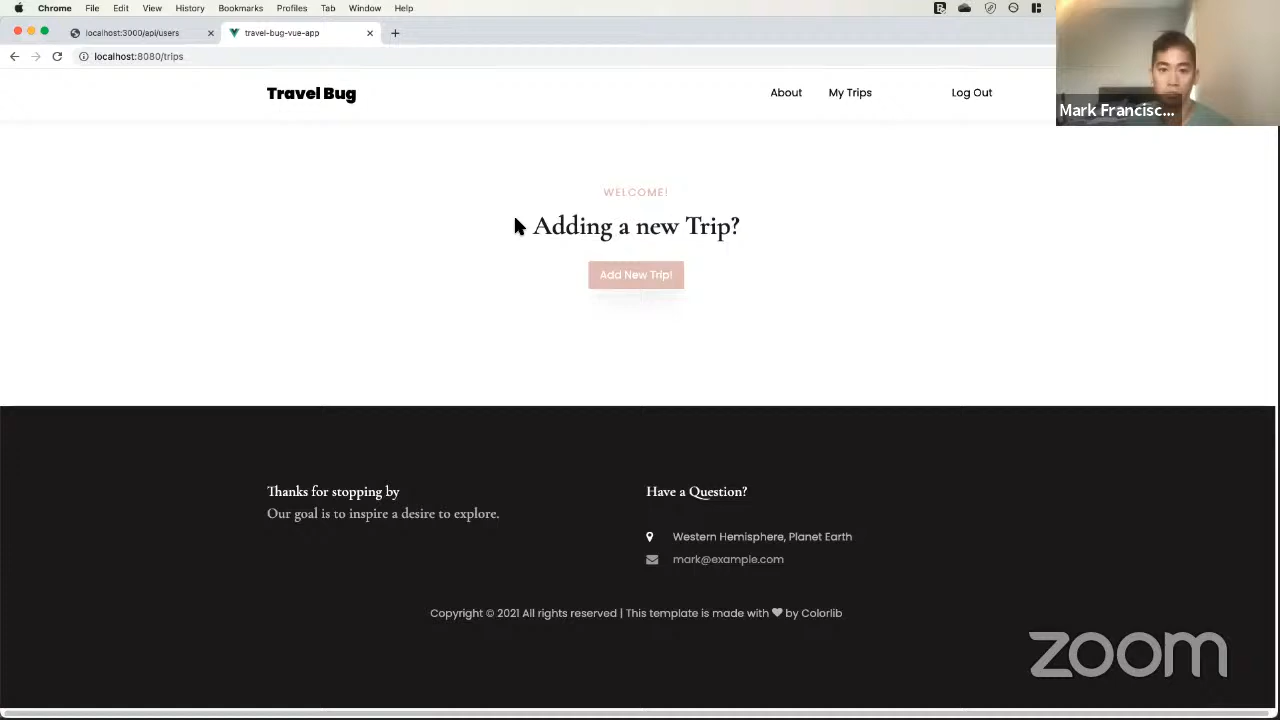 Chrome File Edit View History Bookmarks Profiles Tab Window Help
localhost:3000/api/users travel-bug-vue-app
localhost:8080/trips
Travel Bug About My Trips Log Out
Mark Francisc...
WELCOME!
Adding a new Trip?
Add New Trip!
Thanks for stopping by
Our goal is to inspire a desire to explore.
Have a Question?
Western Hemisphere, Planet Earth
mark@example.com
Copyright © 2021 All rights reserved | This template is made with ❤ by Colorlib
zoom